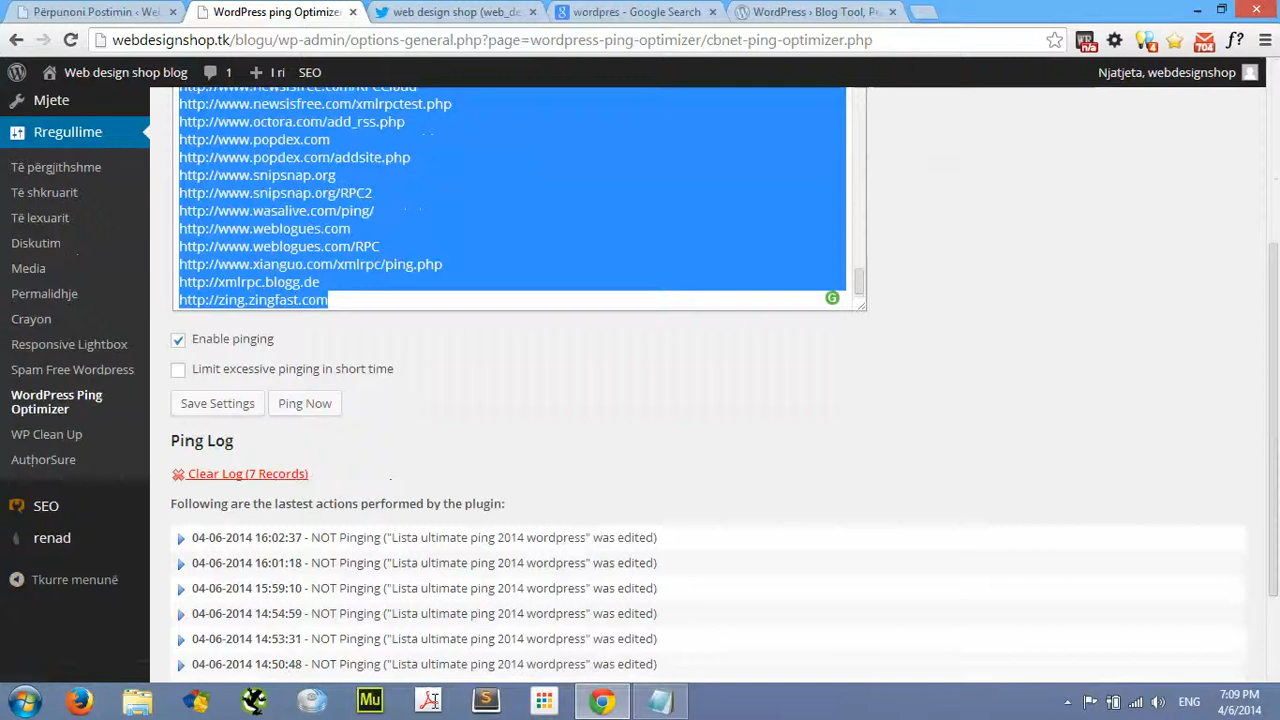 Përpunoni Postimin ‹ We
WordPress ping Optimize
web design shop (web_de
wordpres - Google Search
WordPress › Blog Tool, P
webdesignshop.tk/blogu/wp-admin/options-general.php?page=wordpress-ping-optimizer/cbnet-ping-optimizer.php
n/a
4
704
f?
Web design shop blog
1
I ri
SEO
Njatjeta, webdesignshop
Mjete
Rregullime
Të përgjithshme
Të shkruarit
Të lexuarit
Diskutim
Media
Permalidhje
Crayon
Responsive Lightbox
Spam Free Wordpress
WordPress Ping
Optimizer
WP Clean Up
AuthorSure
SEO
renad
Tkurre menunë
http://www.newsisfree.com/RPCCloud
http://www.newsisfree.com/xmlrpctest.php
http://www.octora.com/add_rss.php
http://www.popdex.com
http://www.popdex.com/addsite.php
http://www.snipsnap.org
http://www.snipsnap.org/RPC2
http://www.wasalive.com/ping/
http://www.weblogues.com
http://www.weblogues.com/RPC
http://www.xianguo.com/xmlrpc/ping.php
http://xmlrpc.blogg.de
http://zing.zingfast.com
G
Enable pinging
Limit excessive pinging in short time
Save Settings
Ping Now
Ping Log
Clear Log (7 Records)
Following are the lastest actions performed by the plugin:
04-06-2014 16:02:37 - NOT Pinging ("Lista ultimate ping 2014 wordpress" was edited)
04-06-2014 16:01:18 - NOT Pinging ("Lista ultimate ping 2014 wordpress" was edited)
04-06-2014 15:59:10 - NOT Pinging ("Lista ultimate ping 2014 wordpress" was edited)
04-06-2014 14:54:59 - NOT Pinging ("Lista ultimate ping 2014 wordpress" was edited)
04-06-2014 14:53:31 - NOT Pinging ("Lista ultimate ping 2014 wordpress" was edited)
04-06-2014 14:50:48 - NOT Pinging ("Lista ultimate ping 2014 wordpress" was edited)
Mu
S
ENG
7:09 PM
4/6/2014